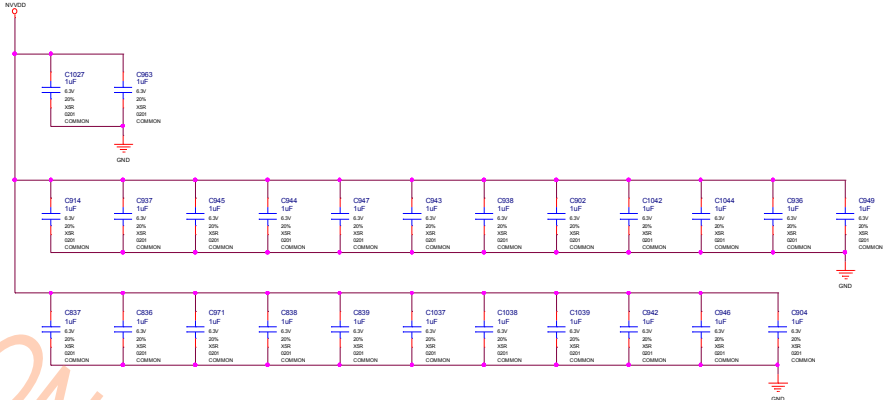 NVVDD
C1027
1uF
6.3V
20%
X5R
0201
COMMON
C963
1uF
6.3V
20%
X5R
0201
COMMON
GND
C914
1uF
6.3V
20%
X5R
0201
COMMON
C937
1uF
6.3V
20%
X5R
0201
COMMON
C945
1uF
6.3V
20%
X5R
0201
COMMON
C944
1uF
6.3V
20%
X5R
0201
COMMON
C947
1uF
6.3V
20%
X5R
0201
COMMON
C943
1uF
6.3V
20%
X5R
0201
COMMON
C938
1uF
6.3V
20%
X5R
0201
COMMON
C902
1uF
6.3V
20%
X5R
0201
COMMON
C1042
1uF
6.3V
20%
X5R
0201
COMMON
C1044
1uF
6.3V
20%
X5R
0201
COMMON
C936
1uF
6.3V
20%
X5R
0201
COMMON
C949
1uF
6.3V
20%
X5R
0201
COMMON
GND
C837
1uF
6.3V
20%
X5R
0201
COMMON
C836
1uF
6.3V
20%
X5R
0201
COMMON
C971
1uF
6.3V
20%
X5R
0201
COMMON
C838
1uF
6.3V
20%
X5R
0201
COMMON
C839
1uF
6.3V
20%
X5R
0201
COMMON
C1037
1uF
6.3V
20%
X5R
0201
COMMON
C1038
1uF
6.3V
20%
X5R
0201
COMMON
C1039
1uF
6.3V
20%
X5R
0201
COMMON
C942
1uF
6.3V
20%
X5R
0201
COMMON
C946
1uF
6.3V
20%
X5R
0201
COMMON
C904
1uF
6.3V
20%
X5R
0201
COMMON
GND